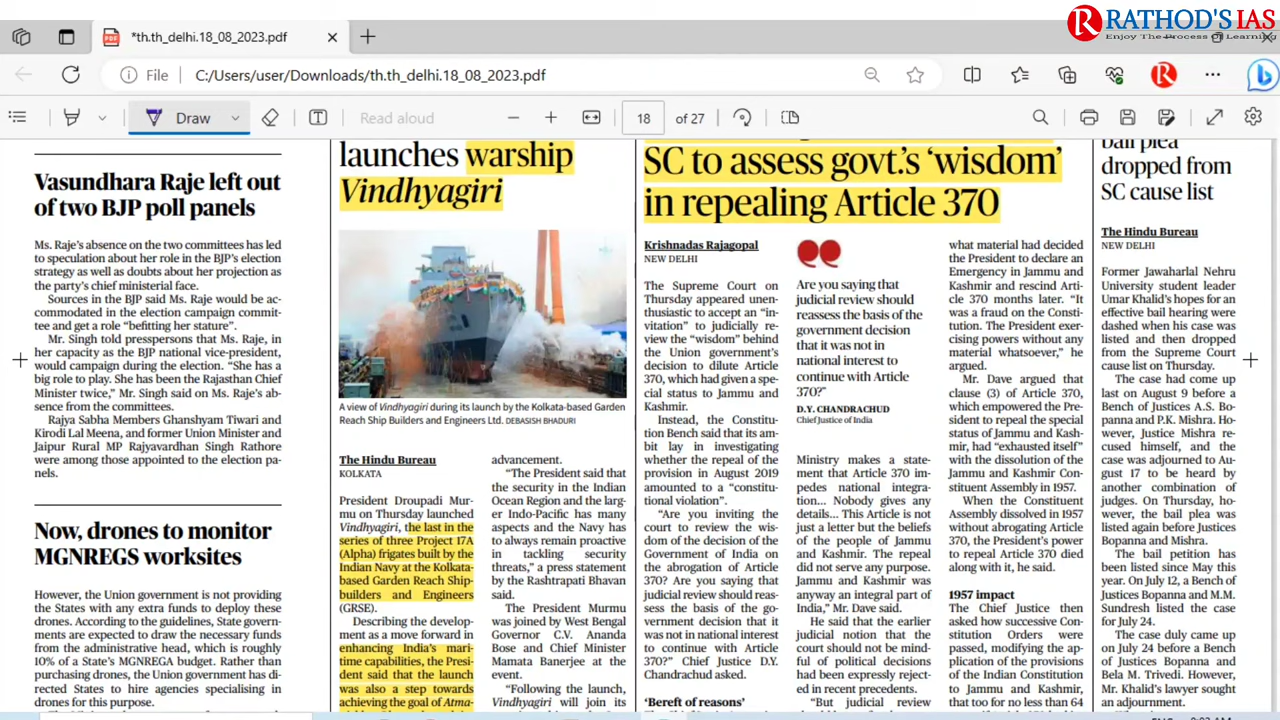 RATHOD'S IAS
Enjoy The Process of Learning
*th.th_delhi.18_08_2023.pdf
File
C:/Users/user/Downloads/th.th_delhi.18_08_2023.pdf
Draw
Read aloud
18
of 27
Vasundhara Raje left out
of two BJP poll panels
Ms. Raje's absence on the two committees has led
to speculation about her role in the BJP's election
strategy as well as doubts about her projection as
the party's chief ministerial face.
Sources in the BJP said Ms. Raje would be ac-
commodated in the election campaign commit-
tee and get a role "befitting her stature".
Mr. Singh told presspersons that Ms. Raje, in
her capacity as the BJP national vice-president,
would campaign during the election. "She has a
big role to play. She has been the Rajasthan Chief
Minister twice," Mr. Singh said on Ms. Raje's ab-
sence from the committees.
Rajya Sabha Members Ghanshyam Tiwari and
Kirodi Lal Meena, and former Union Minister and
Jaipur Rural MP Rajyavardhan Singh Rathore
were among those appointed to the election pa-
nels.
Now, drones to monitor
MGNREGS worksites
However, the Union government is not providing
the States with any extra funds to deploy these
drones. According to the guidelines, State govern-
ments are expected to draw the necessary funds
from the administrative head, which is roughly
10% of a State's MGNREGA budget. Rather than
purchasing drones, the Union government has di-
rected States to hire agencies specialising in
drones for this purpose.
launches warship
Vindhyagiri
A view of Vindhyagiri during its launch by the Kolkata-based Garden
Reach Ship Builders and Engineers Ltd. DEBASISH BHADURI
The Hindu Bureau
KOLKATA
President Droupadi Mur-
mu on Thursday launched
Vindhyagiri, the last in the
series of three Project 17A
(Alpha) frigates built by the
Indian Navy at the Kolkata-
based Garden Reach Ship-
builders and Engineers
(GRSE).
Describing the develop-
ment as a move forward in
enhancing India's mari-
time capabilities, the Presi-
dent said that the launch
was also a step towards
achieving the goal of Atma-
advancement.
"The President said that
the security in the Indian
Ocean Region and the larg-
er Indo-Pacific has many
aspects and the Navy has
to always remain proactive
in tackling security
threats," a press statement
by the Rashtrapati Bhavan
said.
The President Murmu
was joined by West Bengal
Governor C.V. Ananda
Bose and Chief Minister
Mamata Banerjee at the
event.
"Following the launch,
Vindhyagiri will join its
SC to assess govt.'s 'wisdom'
in repealing Article 370
Krishnadas Rajagopal
NEW DELHI
The Supreme Court on
Thursday appeared unen-
thusiastic to accept an "in-
vitation" to judicially re-
view the "wisdom" behind
the Union government's
decision to dilute Article
370, which had given a spe-
cial status to Jammu and
Kashmir.
Instead, the Constitu-
tion Bench said that its am-
bit lay in investigating
whether the repeal of the
provision in August 2019
amounted to a "constitu-
tional violation".
"Are you inviting the
court to review the wis-
dom of the decision of the
Government of India on
the abrogation of Article
370? Are you saying that
judicial review should reas-
sess the basis of the go-
vernment decision that it
was not in national interest
to continue with Article
370?" Chief Justice D.Y.
Chandrachud asked.
'Bereft of reasons'
Are you saying that
judicial review should
reassess the basis of the
government decision
that it was not in
national interest to
continue with Article
370?"
D.Y. CHANDRACHUD
Chief Justice of India
Ministry makes a state-
ment that Article 370 im-
pedes national integra-
tion... Nobody gives any
details... This Article is not
just a letter but the beliefs
of the people of Jammu
and Kashmir. The repeal
did not serve any purpose.
Jammu and Kashmir was
anyway an integral part of
India," Mr. Dave said.
He said that the earlier
judicial notion that the
court should not be mind-
ful of political decisions
had been expressly reject-
ed in recent precedents.
"But judicial review
what material had decided
the President to declare an
Emergency in Jammu and
Kashmir and rescind Arti-
cle 370 months later. "It
was a fraud on the Consti-
tution. The President exer-
cising powers without any
material whatsoever," he
argued.
Mr. Dave argued that
clause (3) of Article 370,
which empowered the Pre-
sident to repeal the special
status of Jammu and Kash-
mir, had "exhausted itself"
with the dissolution of the
Jammu and Kashmir Con-
stituent Assembly in 1957.
When the Constituent
Assembly dissolved in 1957
without abrogating Article
370, the President's power
to repeal Article 370 died
along with it, he said.
1957 impact
The Chief Justice then
asked how successive Con-
stitution Orders were
passed, modifying the ap-
plication of the provisions
of the Indian Constitution
to Jammu and Kashmir,
that too for no less than 64
bail plea
dropped from
SC cause list
The Hindu Bureau
NEW DELHI
Former Jawaharlal Nehru
University student leader
Umar Khalid's hopes for an
effective bail hearing were
dashed when his case was
listed and then dropped
from the Supreme Court
cause list on Thursday.
The case had come up
last on August 9 before a
Bench of Justices A.S. Bo-
panna and P.K. Mishra. Ho-
wever, Justice Mishra re-
cused himself, and the
case was adjourned to Au-
gust 17 to be heard by
another combination of
judges. On Thursday, ho-
wever, the bail plea was
listed again before Justices
Bopanna and Mishra.
The bail petition has
been listed since May this
year. On July 12, a Bench of
Justices Bopanna and M.M.
Sundresh listed the case
for July 24.
The case duly came up
on July 24 before a Bench
of Justices Bopanna and
Bela M. Trivedi. However,
Mr. Khalid's lawyer sought
an adjournment.